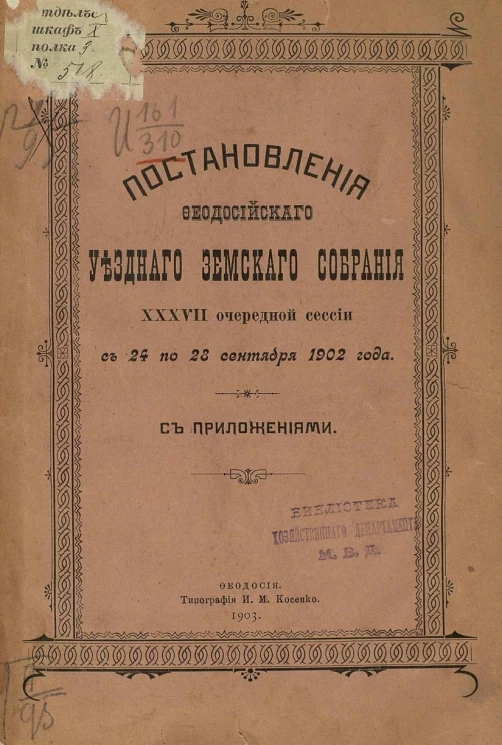 тдѣлъ
шкафъ X
полка 9
№ 518.
И 161
310
ПОСТАНОВЛЕНІЯ
ѲЕОДОСІЙСКАГО
УѢЗДНАГО ЗЕМСКАГО СОБРАНІЯ
XXXVII очередной сессіи
съ 24 по 28 сентября 1902 года.
СЪ ПРИЛОЖЕНІЯМИ.
БИБЛІОТЕКА
ХОЗЯЙСТВЕННАГО ДЕПАРТАМЕНТА
М. В. Д.
ѲЕОДОСІЯ.
Типографія И. М. Косенко.
1903.